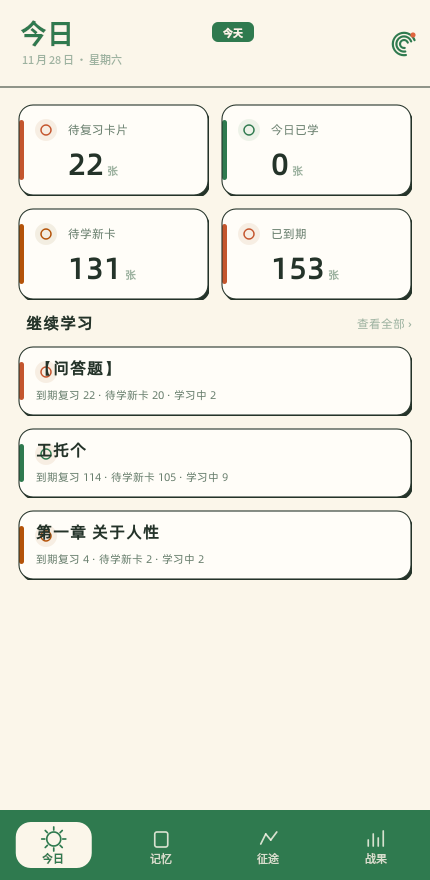 今日
今天
11 月 28 日 · 星期六
待复习卡片
22 张
今日已学
0 张
待学新卡
131 张
已到期
153 张
继续学习
查看全部 ›
【问答题】
到期复习 22 · 待学新卡 20 · 学习中 2
王托个
到期复习 114 · 待学新卡 105 · 学习中 9
第一章 关于人性
到期复习 4 · 待学新卡 2 · 学习中 2
今日
记忆
征途
战果